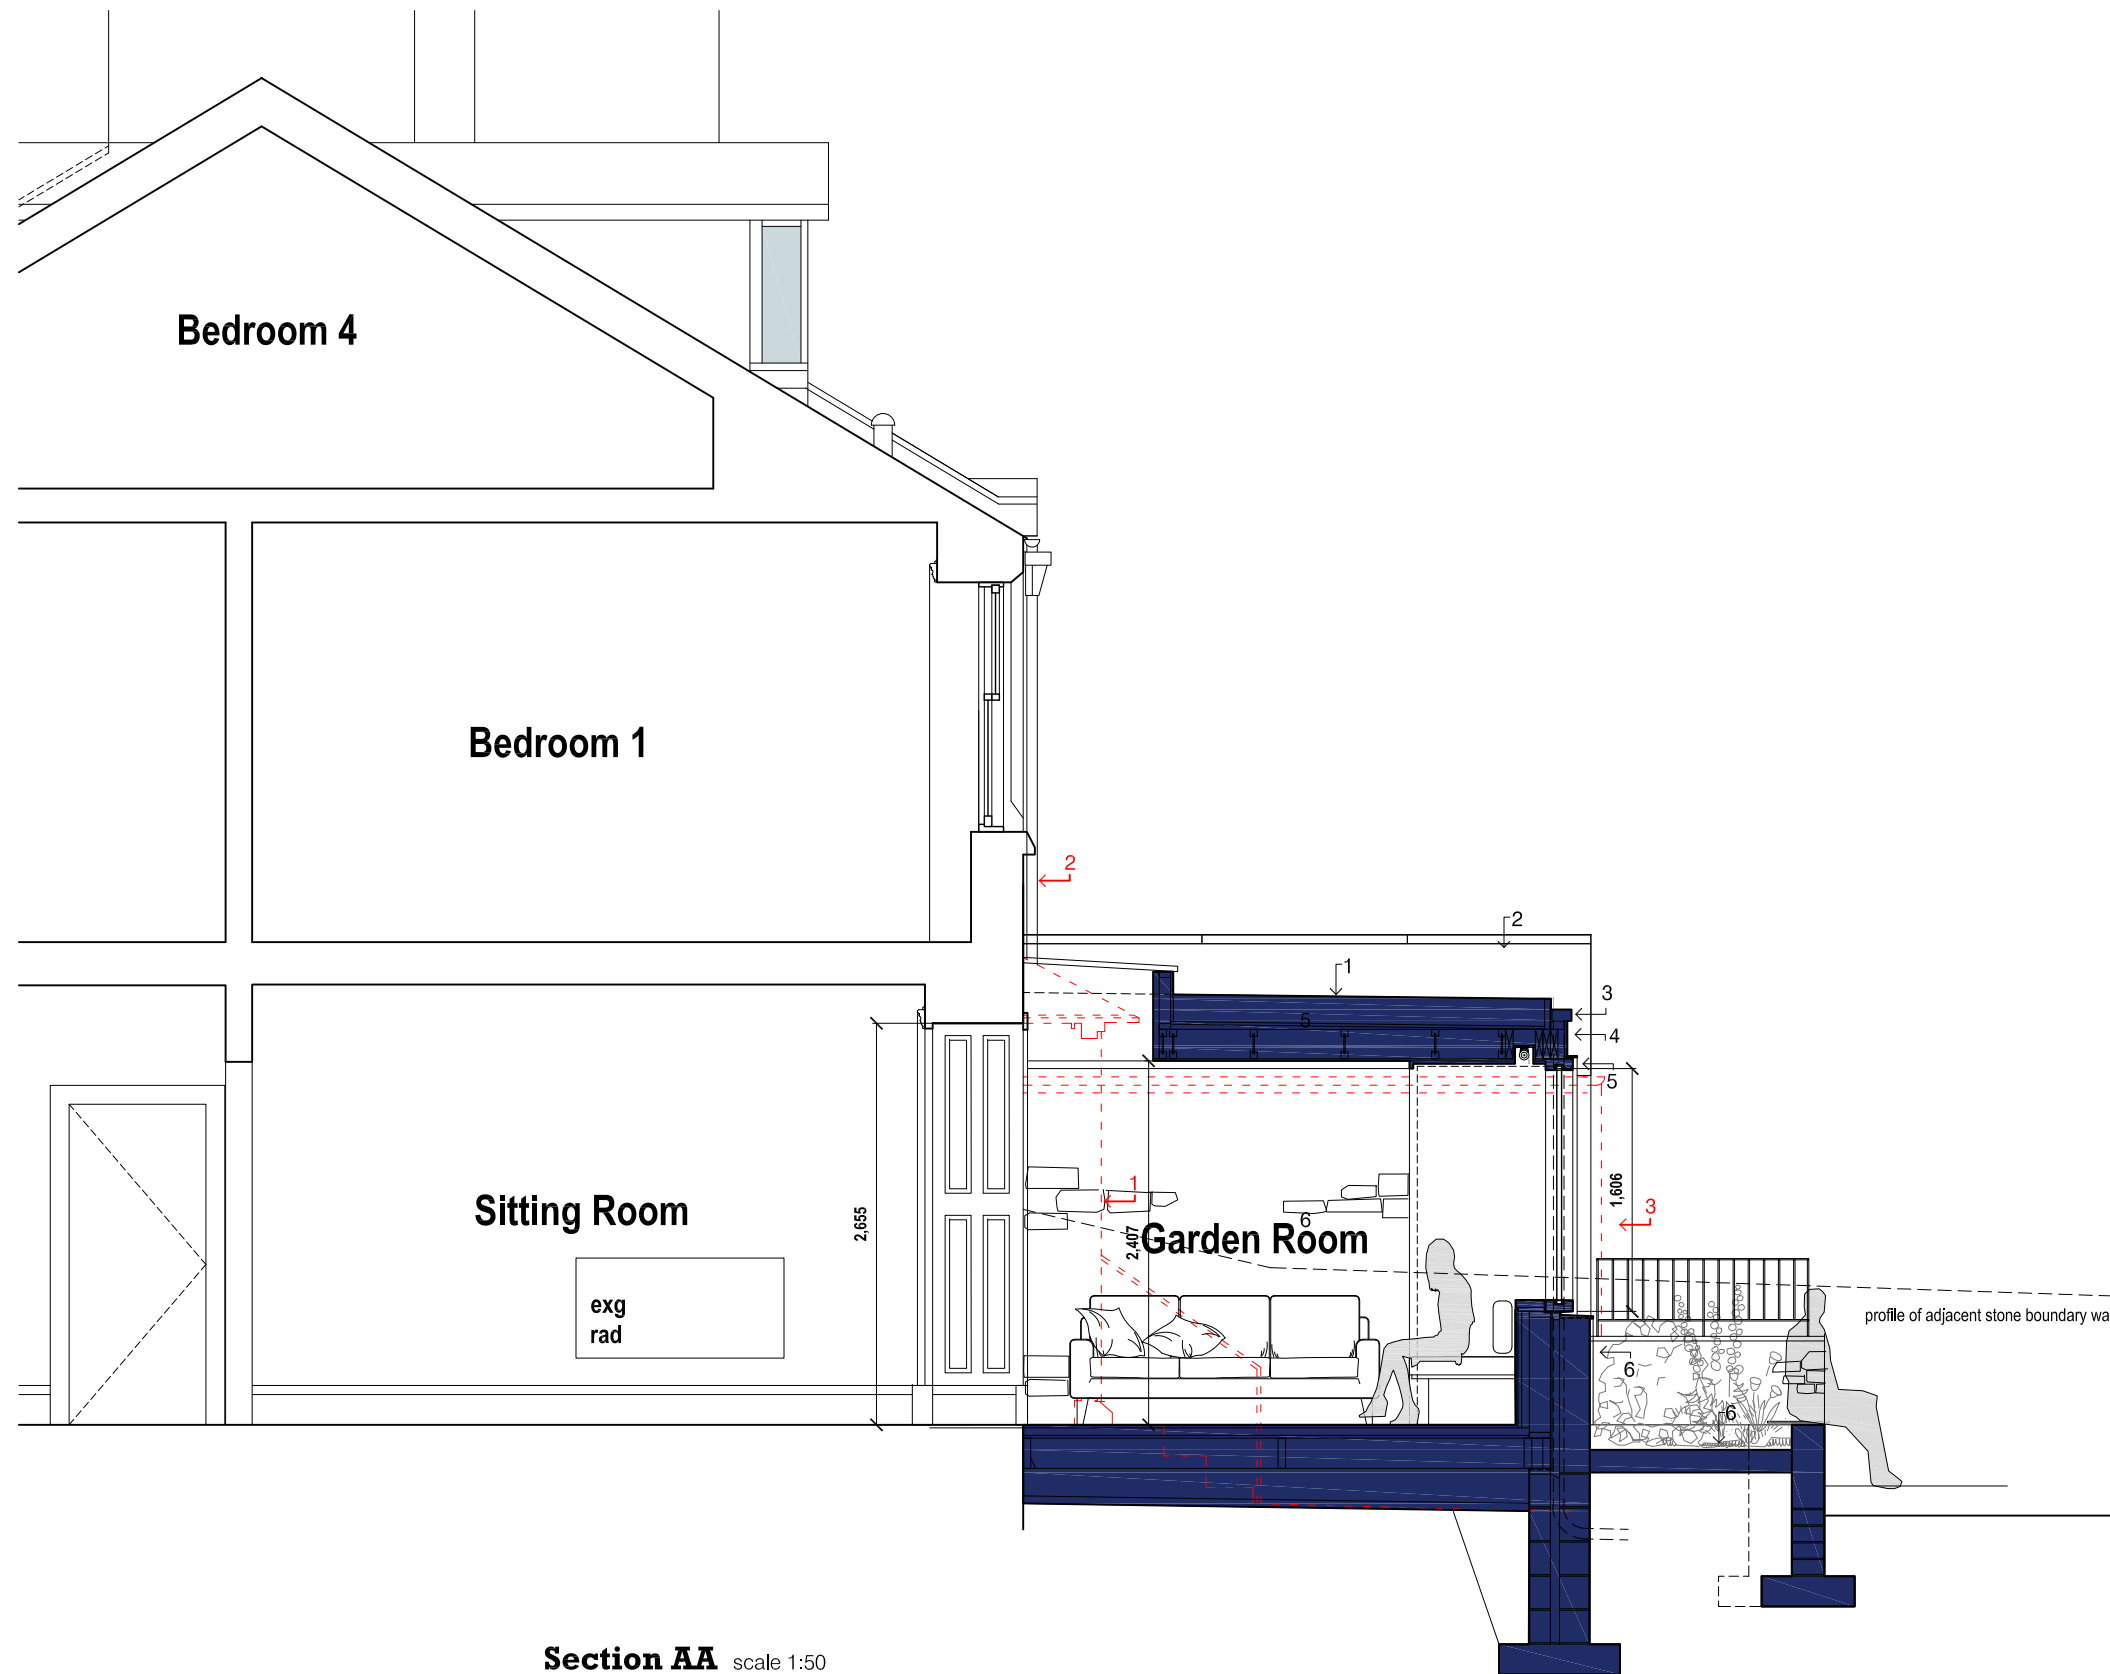 Bedroom 4
Bedroom 1
2
2
1
3
5
4
5
1,606
Sitting Room
2,655
1
6
2,407
Garden Room
3
exg
rad
profile of adjacent stone boundary wa
6
6
Section AA scale 1:50